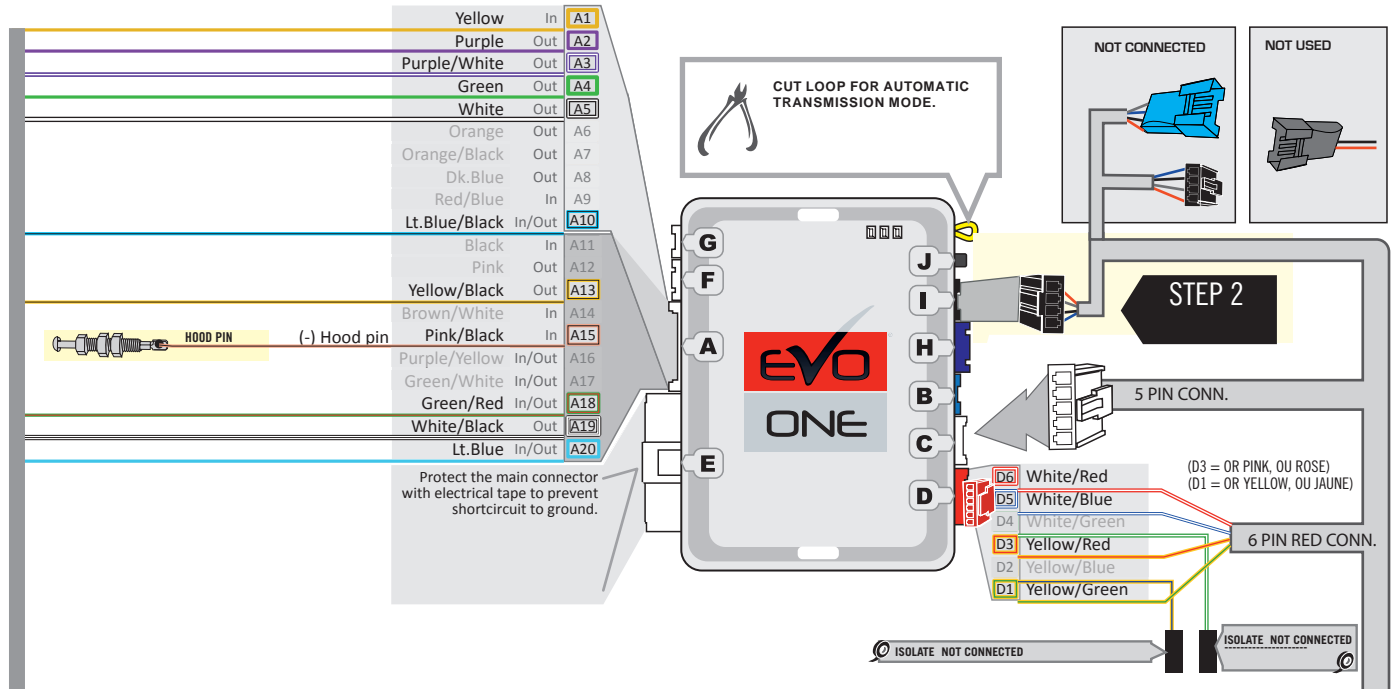 Yellow In A1
Purple Out A2
Purple/White Out A3
Green Out A4
White Out A5
Orange Out A6
Orange/Black Out A7
Dk.Blue Out A8
Red/Blue In A9
Lt.Blue/Black In/Out A10
Black In A11
Pink Out A12
Yellow/Black Out A13
Brown/White In A14
HOOD PIN (-) Hood pin Pink/Black In A15
Purple/Yellow In/Out A16
Green/White In/Out A17
Green/Red In/Out A18
White/Black Out A19
Lt.Blue In/Out A20
Protect the main connector
with electrical tape to prevent
shortcircuit to ground.
CUT LOOP FOR AUTOMATIC
TRANSMISSION MODE.
G
F
A
E
J
I
H
B
C
D
EVO
ONE
NOT CONNECTED
NOT USED
STEP 2
5 PIN CONN.
D6 White/Red
D5 White/Blue
D4 White/Green
D3 Yellow/Red
D2 Yellow/Blue
D1 Yellow/Green
(D3 = OR PINK, OU ROSE)
(D1 = OR YELLOW, OU JAUNE)
6 PIN RED CONN.
ISOLATE NOT CONNECTED
ISOLATE NOT CONNECTED